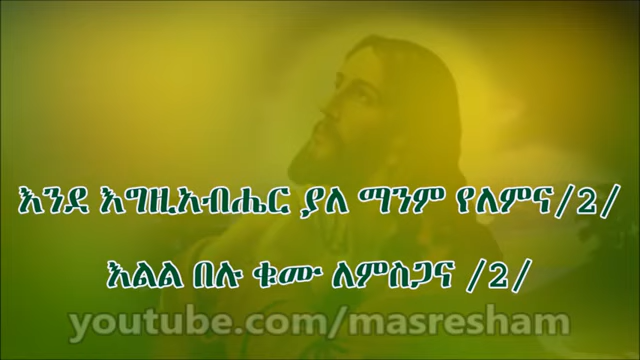 እንደ እግዚአብሔር ያለ ማንም የለምና/2/
እልል በሉ ቁሙ ለምስጋና /2/
youtube.com/masresham